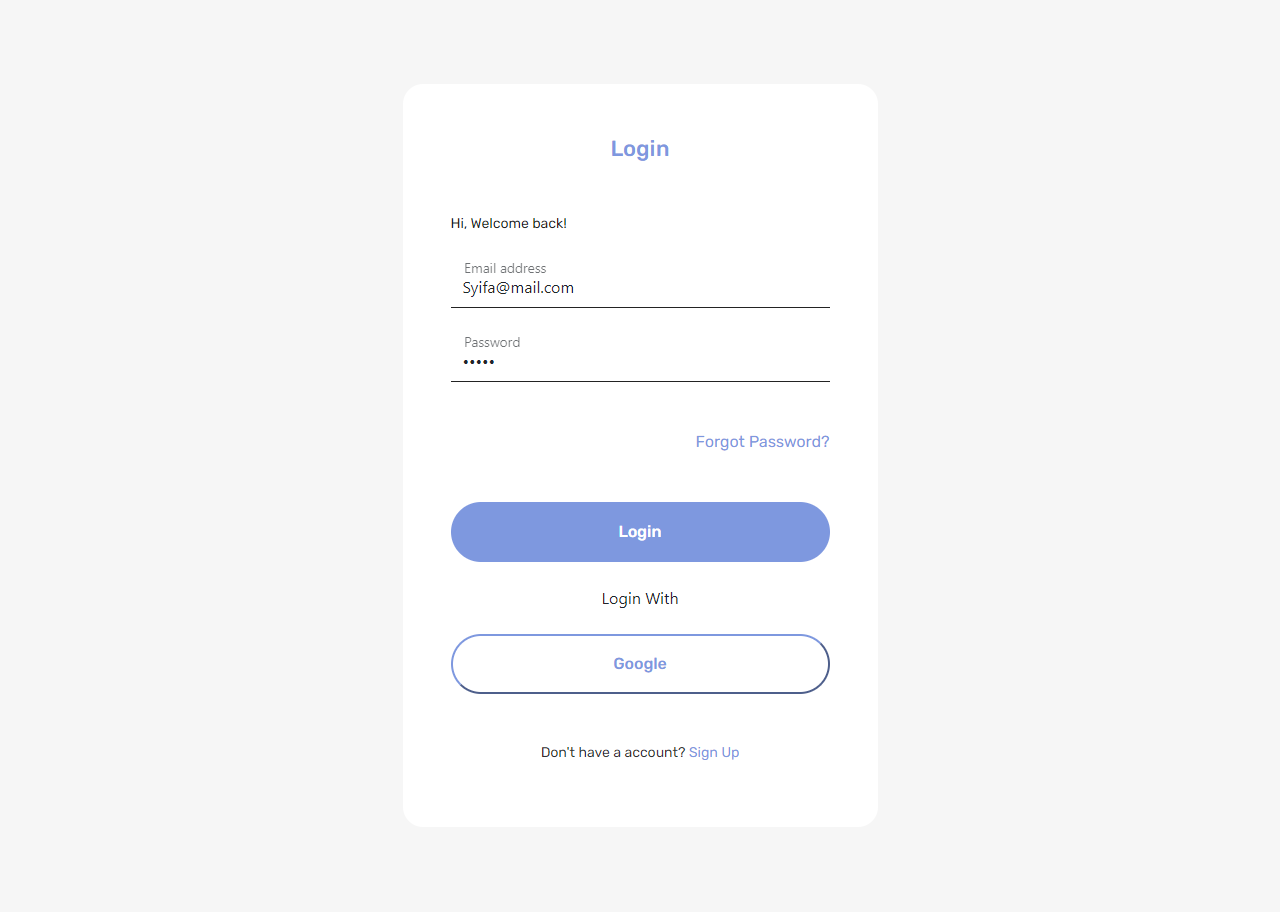 Login
Hi, Welcome back!
Email address
Syifa@mail.com
Password
•••••
Forgot Password?
Login
Login With
Google
Don't have a account? Sign Up